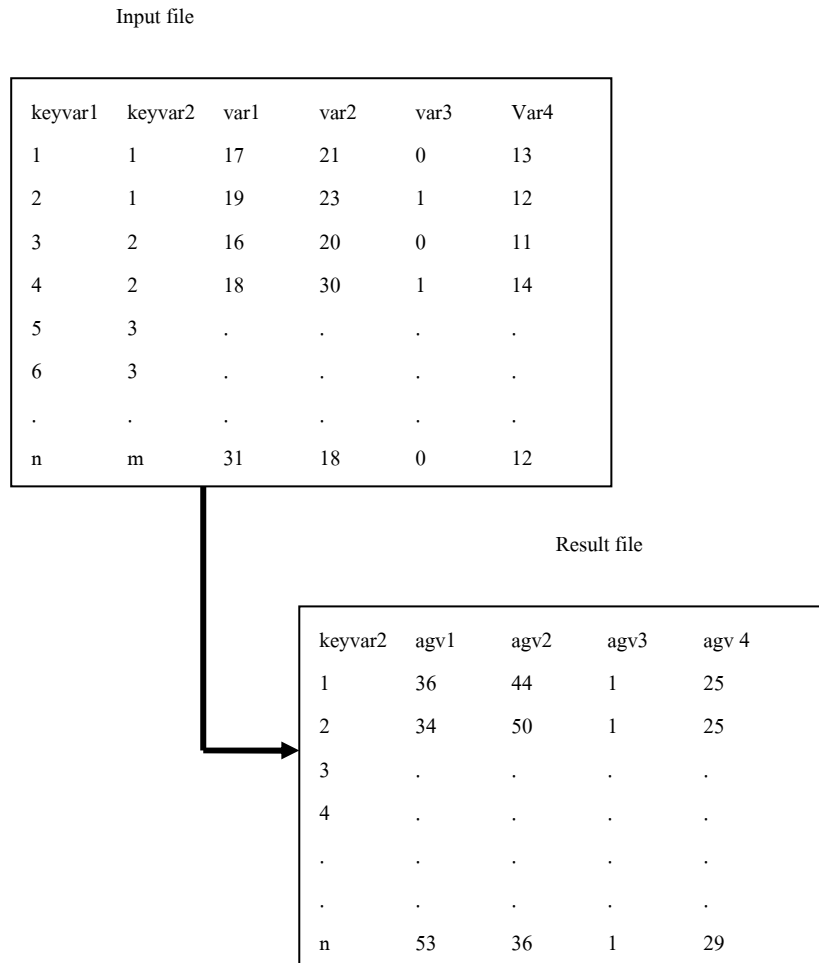 Input file
keyvar1 keyvar2 var1 var2 var3 Var4
1 1 17 21 0 13
2 1 19 23 1 12
3 2 16 20 0 11
4 2 18 30 1 14
5 3 . . . .
6 3 . . . .
. . . . . .
n m 31 18 0 12
Result file
keyvar2 agv1 agv2 agv3 agv 4
1 36 44 1 25
2 34 50 1 25
3 . . . .
4 . . . .
. . . . .
. . . . .
n 53 36 1 29